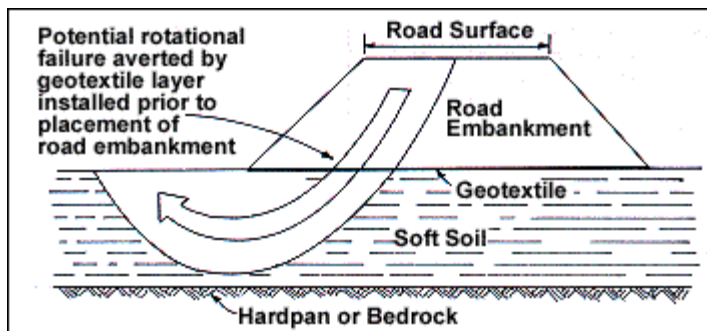 Potential rotational
failure averted by
geotextile layer
installed prior to
placement of
road embankment
Road Surface
Road
Embankment
Geotextile
Soft Soil
Hardpan or Bedrock